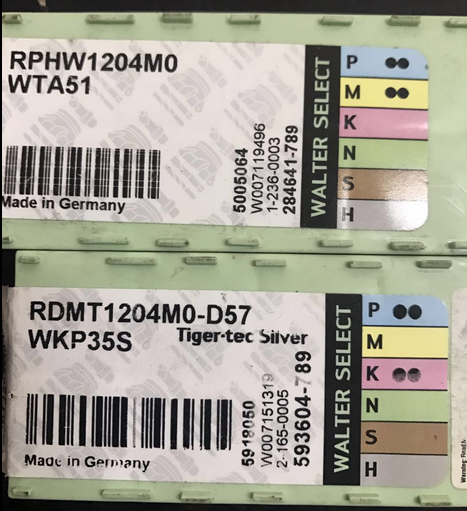 RPHW1204M0
WTA51
Made in Germany
5005064
W007119496
1-236-0003
284641-789
WALTER SELECT
P
M
K
N
S
H
RDMT1204M0-D57
WKP35S Tiger-tec Silver
Made in Germany
5918050
W007151319
2-165-0005
593604-789
WALTER SELECT
P
M
K
N
S
H